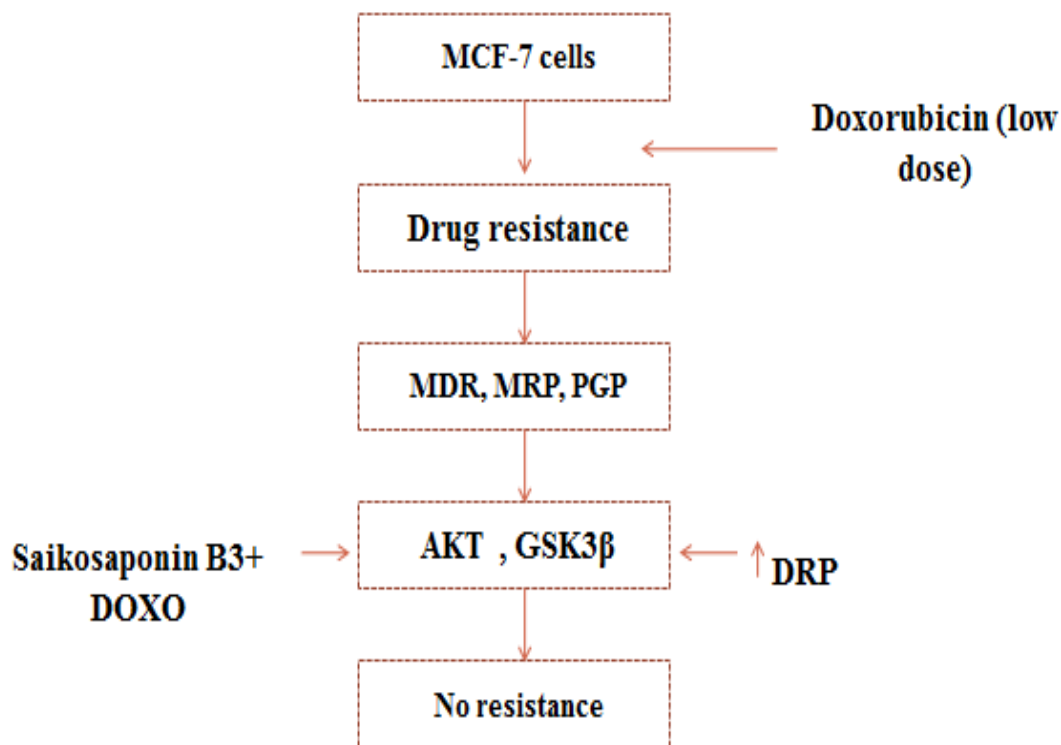 MCF-7 cells
Doxorubicin (low
dose)
Drug resistance
MDR, MRP, PGP
AKT , GSK3β
Saikosaponin B3+
DOXO
↑ DRP
No resistance